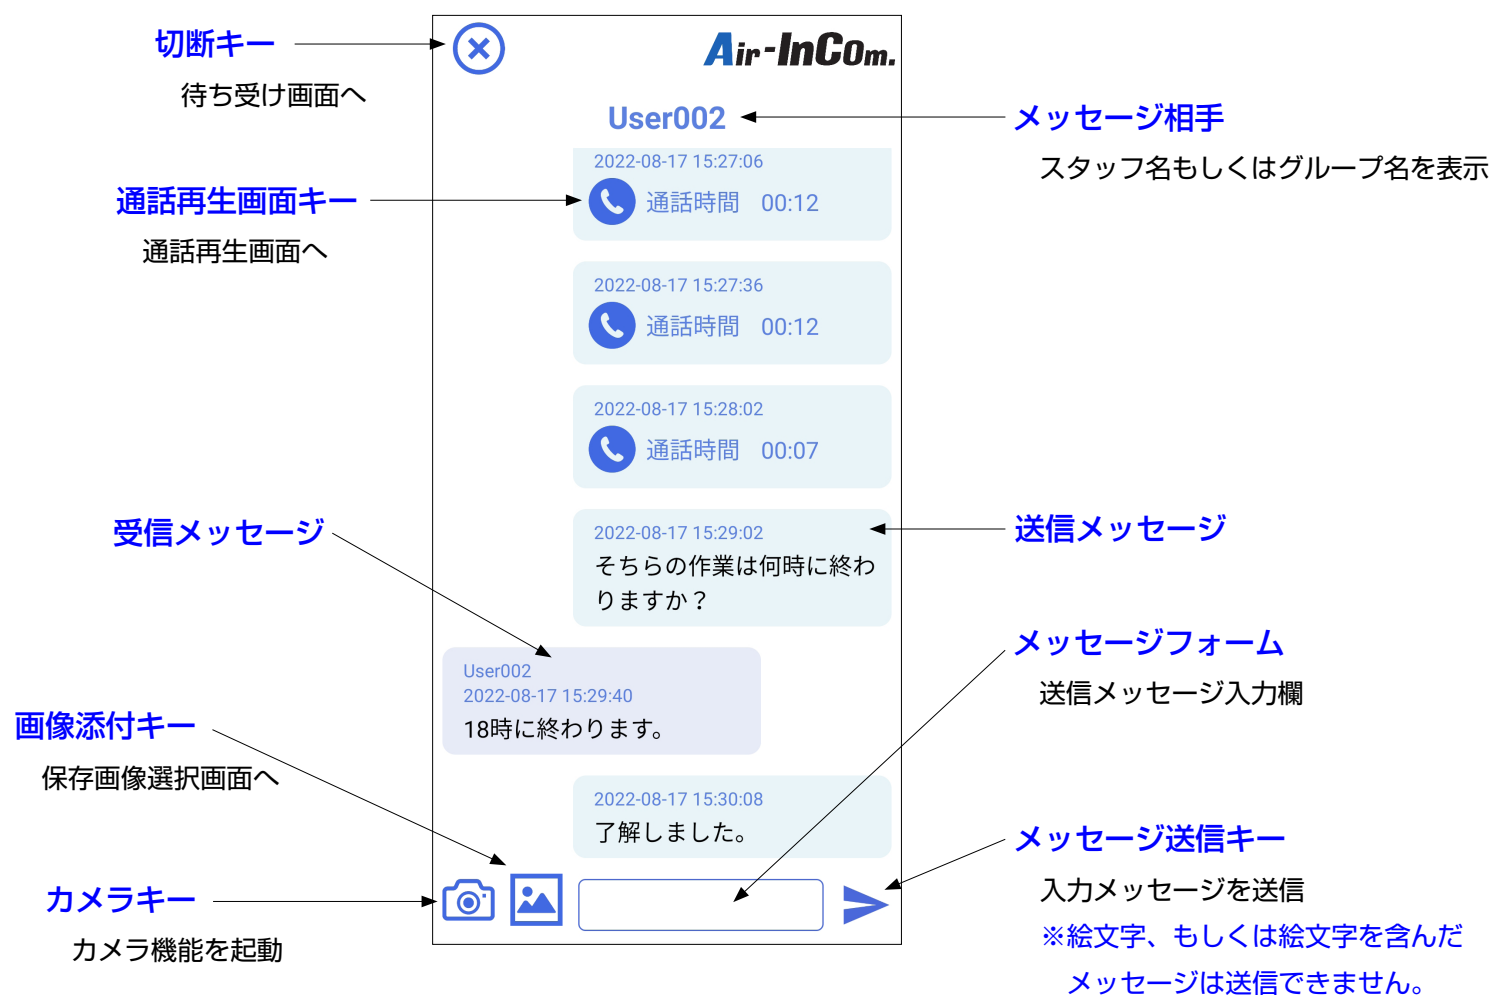 切断キー
待ち受け画面へ
通話再生画面キー
通話再生画面へ
受信メッセージ
画像添付キー
保存画像選択画面へ
カメラキー
カメラ機能を起動
Air-InCom.
User002
2022-08-17 15:27:06
通話時間 00:12
2022-08-17 15:27:36
通話時間 00:12
2022-08-17 15:28:02
通話時間 00:07
2022-08-17 15:29:02
そちらの作業は何時に終わ
りますか？
User002
2022-08-17 15:29:40
18時に終わります。
2022-08-17 15:30:08
了解しました。
メッセージ相手
スタッフ名もしくはグループ名を表示
送信メッセージ
メッセージフォーム
送信メッセージ入力欄
メッセージ送信キー
入力メッセージを送信
※絵文字、もしくは絵文字を含んだ
メッセージは送信できません。